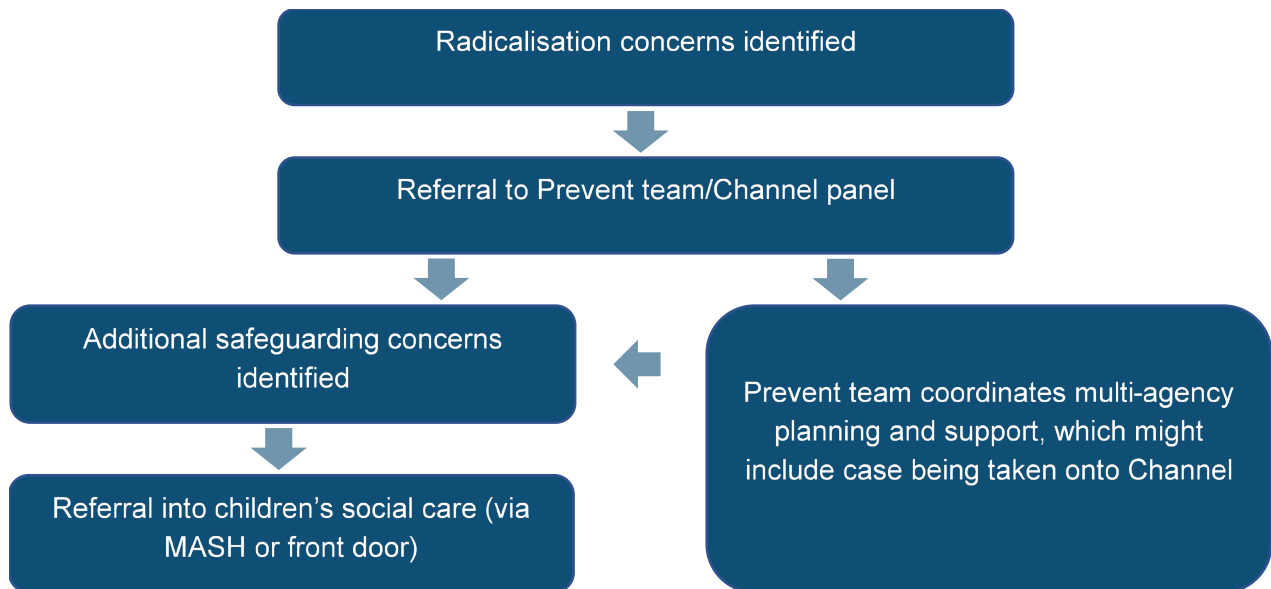 Radicalisation concerns identified
Referral to Prevent team/Channel panel
Additional safeguarding concerns
identified
Prevent team coordinates multi-agency
planning and support, which might
include case being taken onto Channel
Referral into children’s social care (via
MASH or front door)